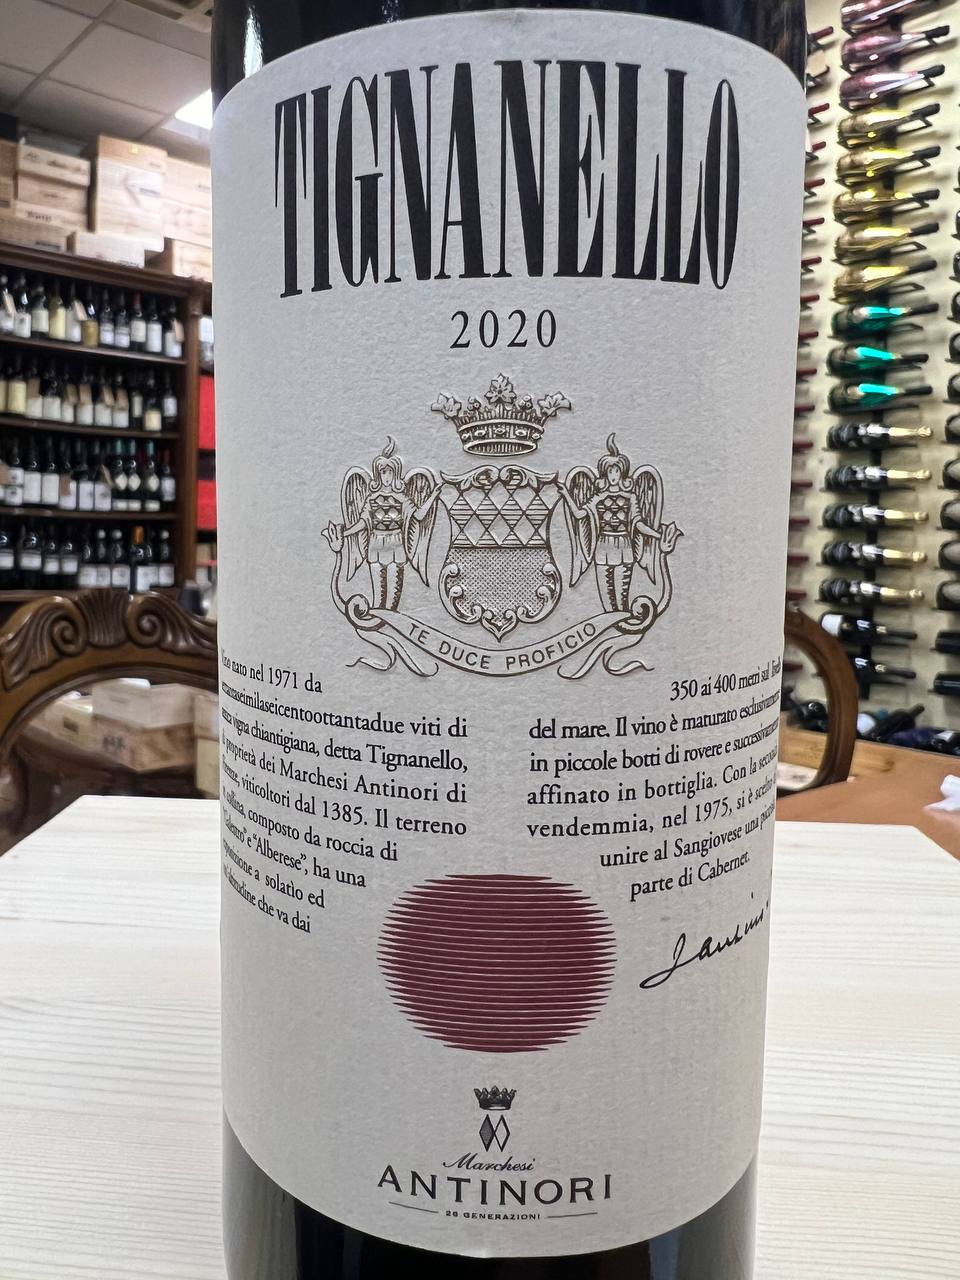 TIGNANELLO
2020
TE DUCE PROFICIO
nato nel 1971 da
viti di
vigna chiantigiana, detta Tignanello,
proprietà dei Marchesi Antinori di
viticoltori dal 1385. Il terreno
collina, composto da roccia di
e “Alberese”, ha una
a solatìo ed
che va dai
350 ai 400 metri sul
del mare. Il vino è maturato
in piccole botti di rovere e
affinato in bottiglia. Con la
vendemmia, nel 1975, si è
unire al Sangiovese una
parte di Cabernet.
Marchesi
ANTINORI
26 GENERAZIONI